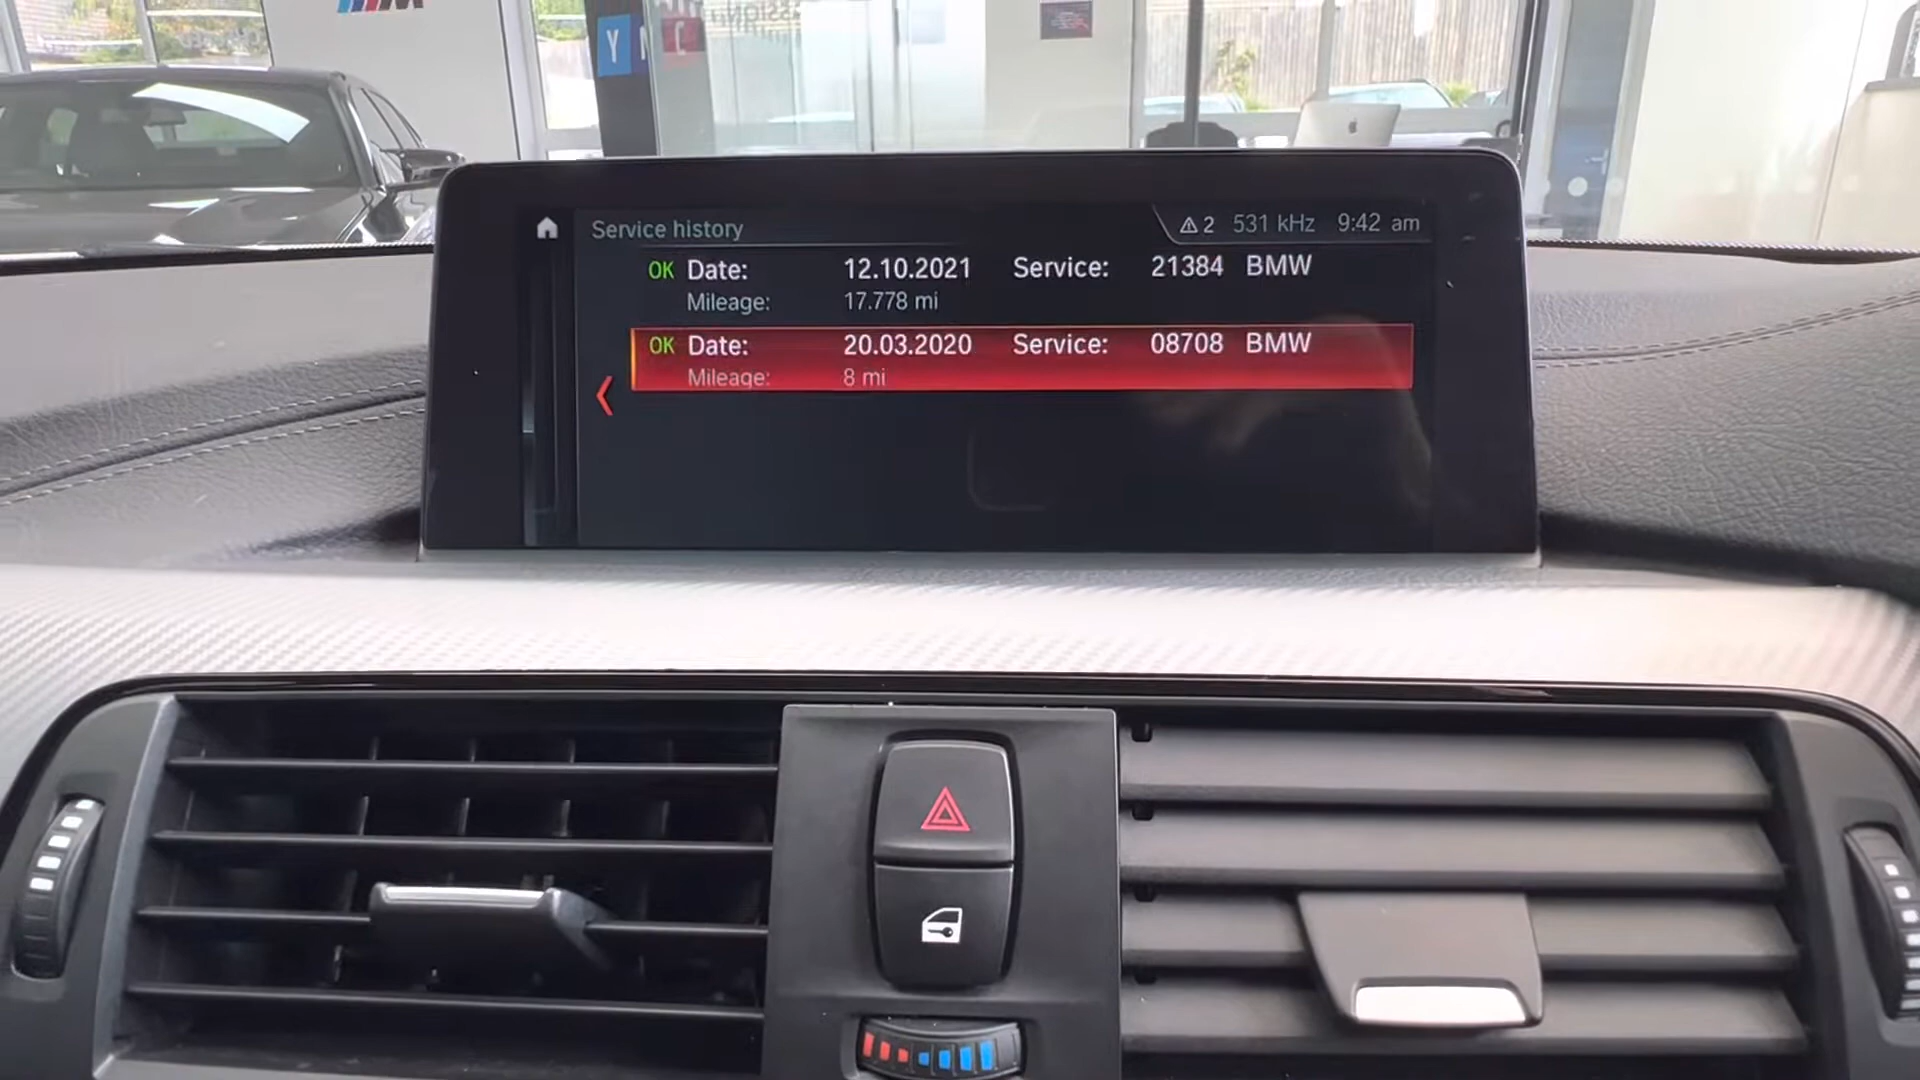 Y C
Service history
2 531 kHz 9:42 am
OK Date: 12.10.2021 Service: 21384 BMW
Mileage: 17.778 mi
OK Date: 20.03.2020 Service: 08708 BMW
Mileage: 8 mi